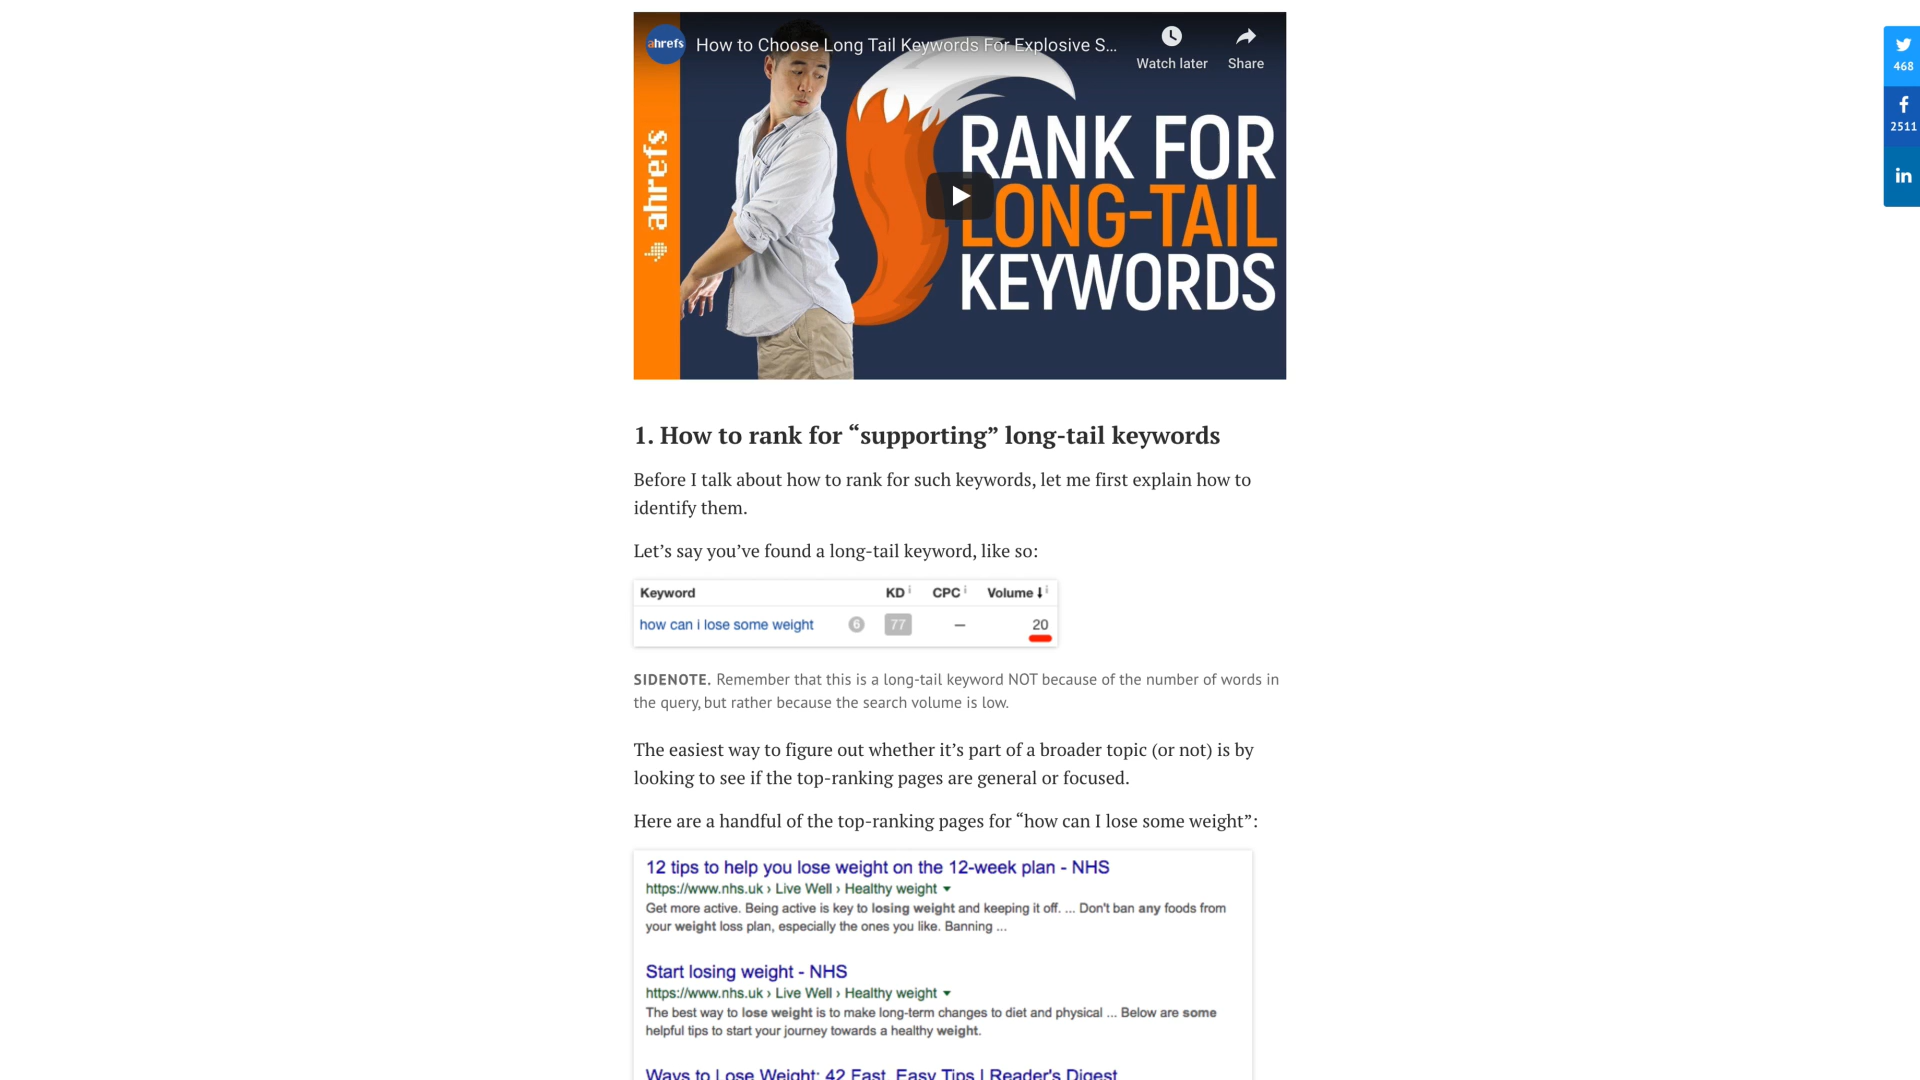 ahrefs
How to Choose Long Tail Keywords For Explosive S...
Watch later
Share
ahrefs
RANK FOR
LONG-TAIL
KEYWORDS
468
2511
in
1. How to rank for “supporting” long-tail keywords
Before I talk about how to rank for such keywords, let me first explain how to
identify them.
Let’s say you’ve found a long-tail keyword, like so:
Keyword KD i CPC i Volume i
how can i lose some weight 6 77 — 20
SIDENOTE. Remember that this is a long-tail keyword NOT because of the number of words in
the query, but rather because the search volume is low.
The easiest way to figure out whether it’s part of a broader topic (or not) is by
looking to see if the top-ranking pages are general or focused.
Here are a handful of the top-ranking pages for “how can I lose some weight”:
12 tips to help you lose weight on the 12-week plan - NHS
https://www.nhs.uk › Live Well › Healthy weight
Get more active. Being active is key to losing weight and keeping it off. ... Don't ban any foods from
your weight loss plan, especially the ones you like. Banning ...
Start losing weight - NHS
https://www.nhs.uk › Live Well › Healthy weight
The best way to lose weight is to make long-term changes to diet and physical ... Below are some
helpful tips to start your journey towards a healthy weight.
Ways to Lose Weight: 42 Fast, Easy Tips | Reader's Digest